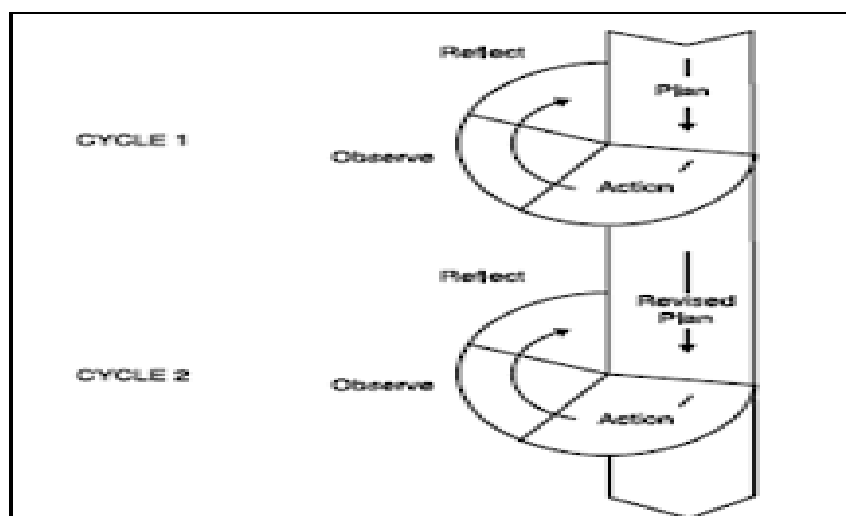 Reflect
Plan
CYCLE 1
Observe
Action
Reflect
Revised
Plan
CYCLE 2
Observe
Action